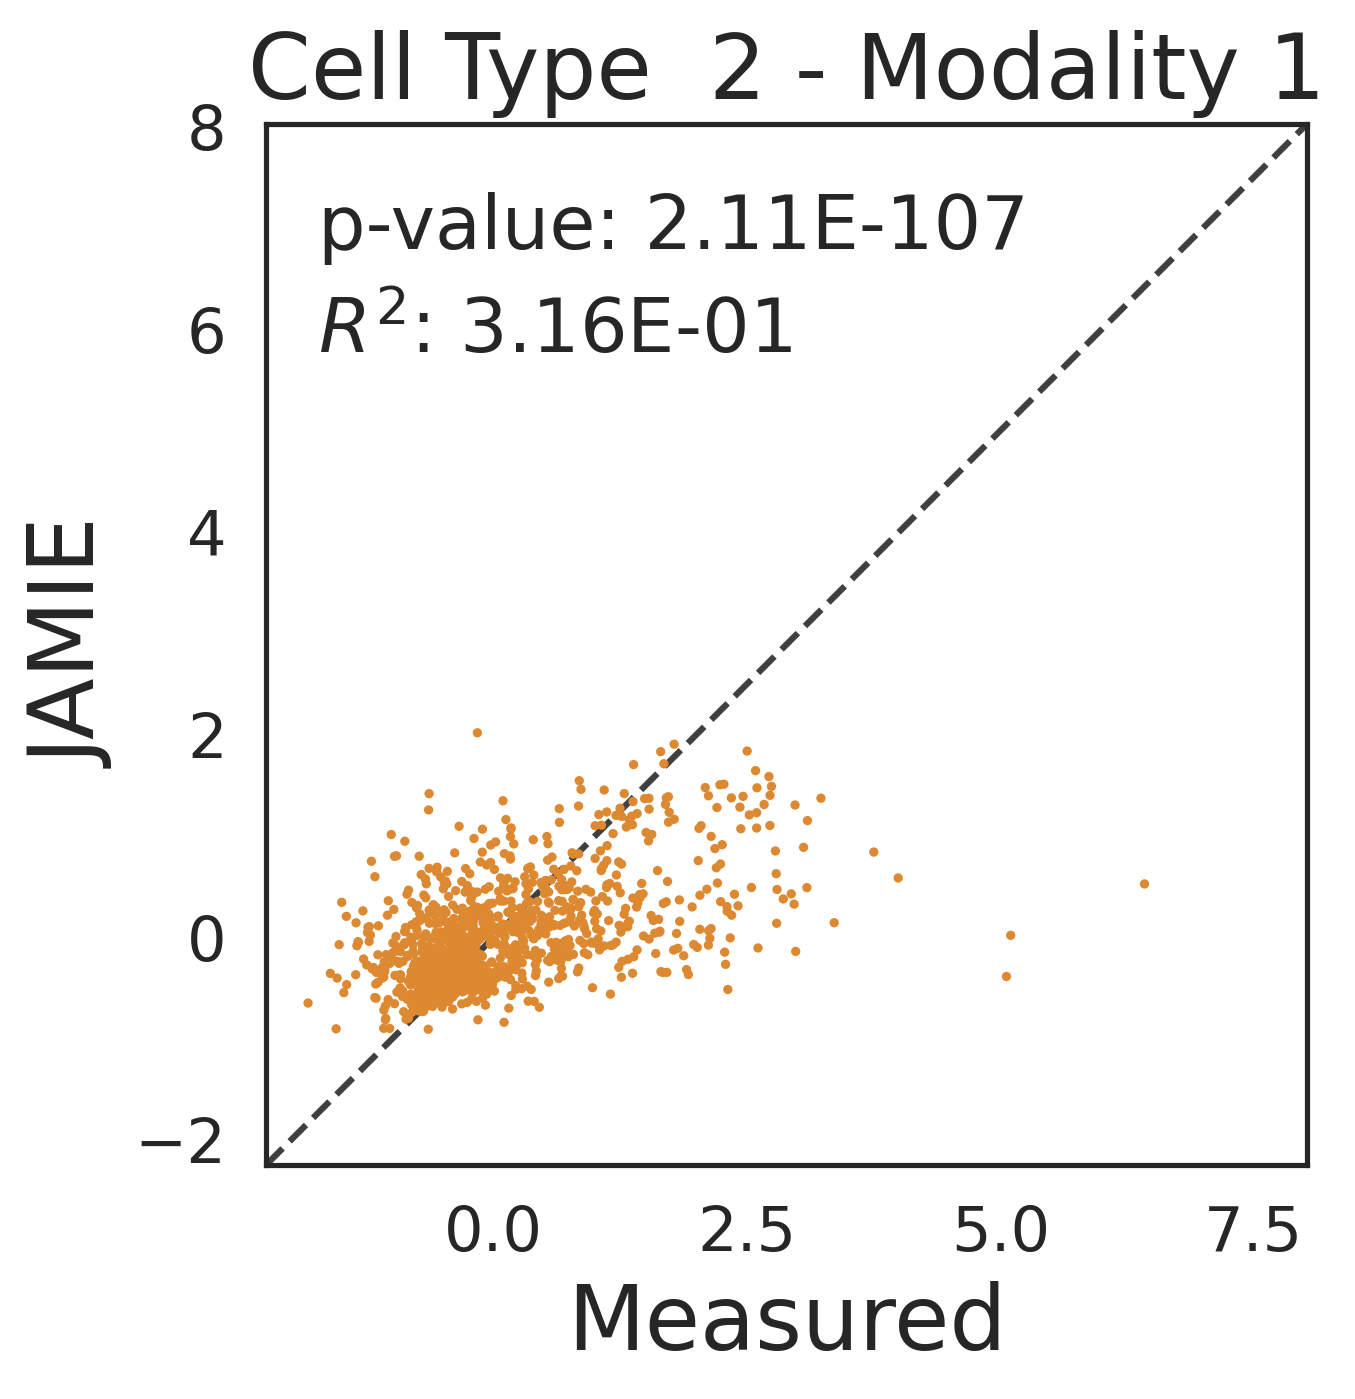 Cell Type  2 - Modality 1
8
p-value: 2.11E-107
6
R²: 3.16E-01
4
JAMIE
2
0
−2
0.0 2.5 5.0 7.5
Measured